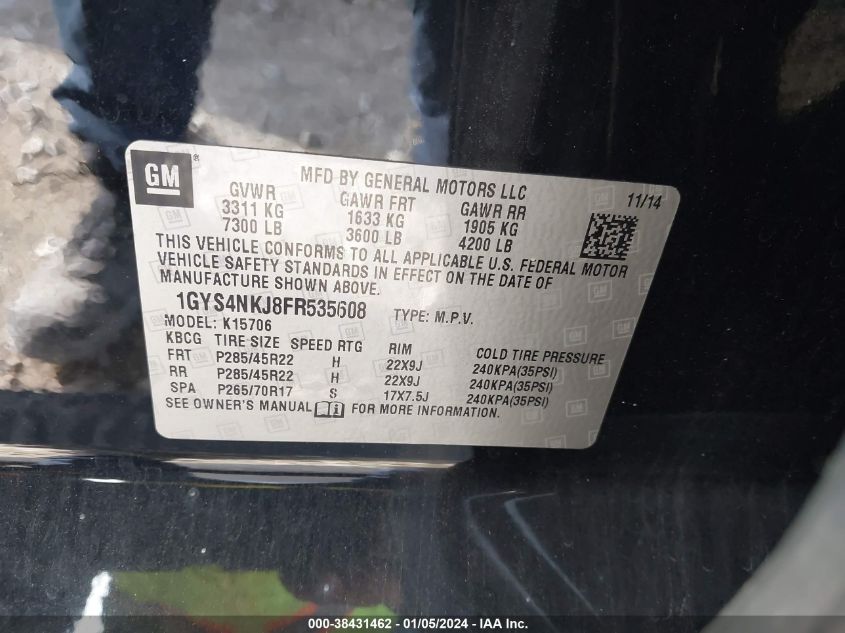 GM ®
MFD BY GENERAL MOTORS LLC
11/14
GVWR GAWR FRT GAWR RR
3311 KG 1633 KG 1905 KG
7300 LB 3600 LB 4200 LB
THIS VEHICLE CONFORMS TO ALL APPLICABLE U.S. FEDERAL MOTOR
VEHICLE SAFETY STANDARDS IN EFFECT ON THE DATE OF
MANUFACTURE SHOWN ABOVE.
1GYS4NKJ8FR535608 TYPE: M.P.V.
MODEL: K15706
KBCG TIRE SIZE SPEED RTG RIM COLD TIRE PRESSURE
FRT P285/45R22 H 22X9J 240KPA(35PSI)
RR P285/45R22 H 22X9J 240KPA(35PSI)
SPA P265/70R17 S 17X7.5J 240KPA(35PSI)
SEE OWNER'S MANUAL FOR MORE INFORMATION.
000-38431462 - 01/05/2024 - IAA Inc.